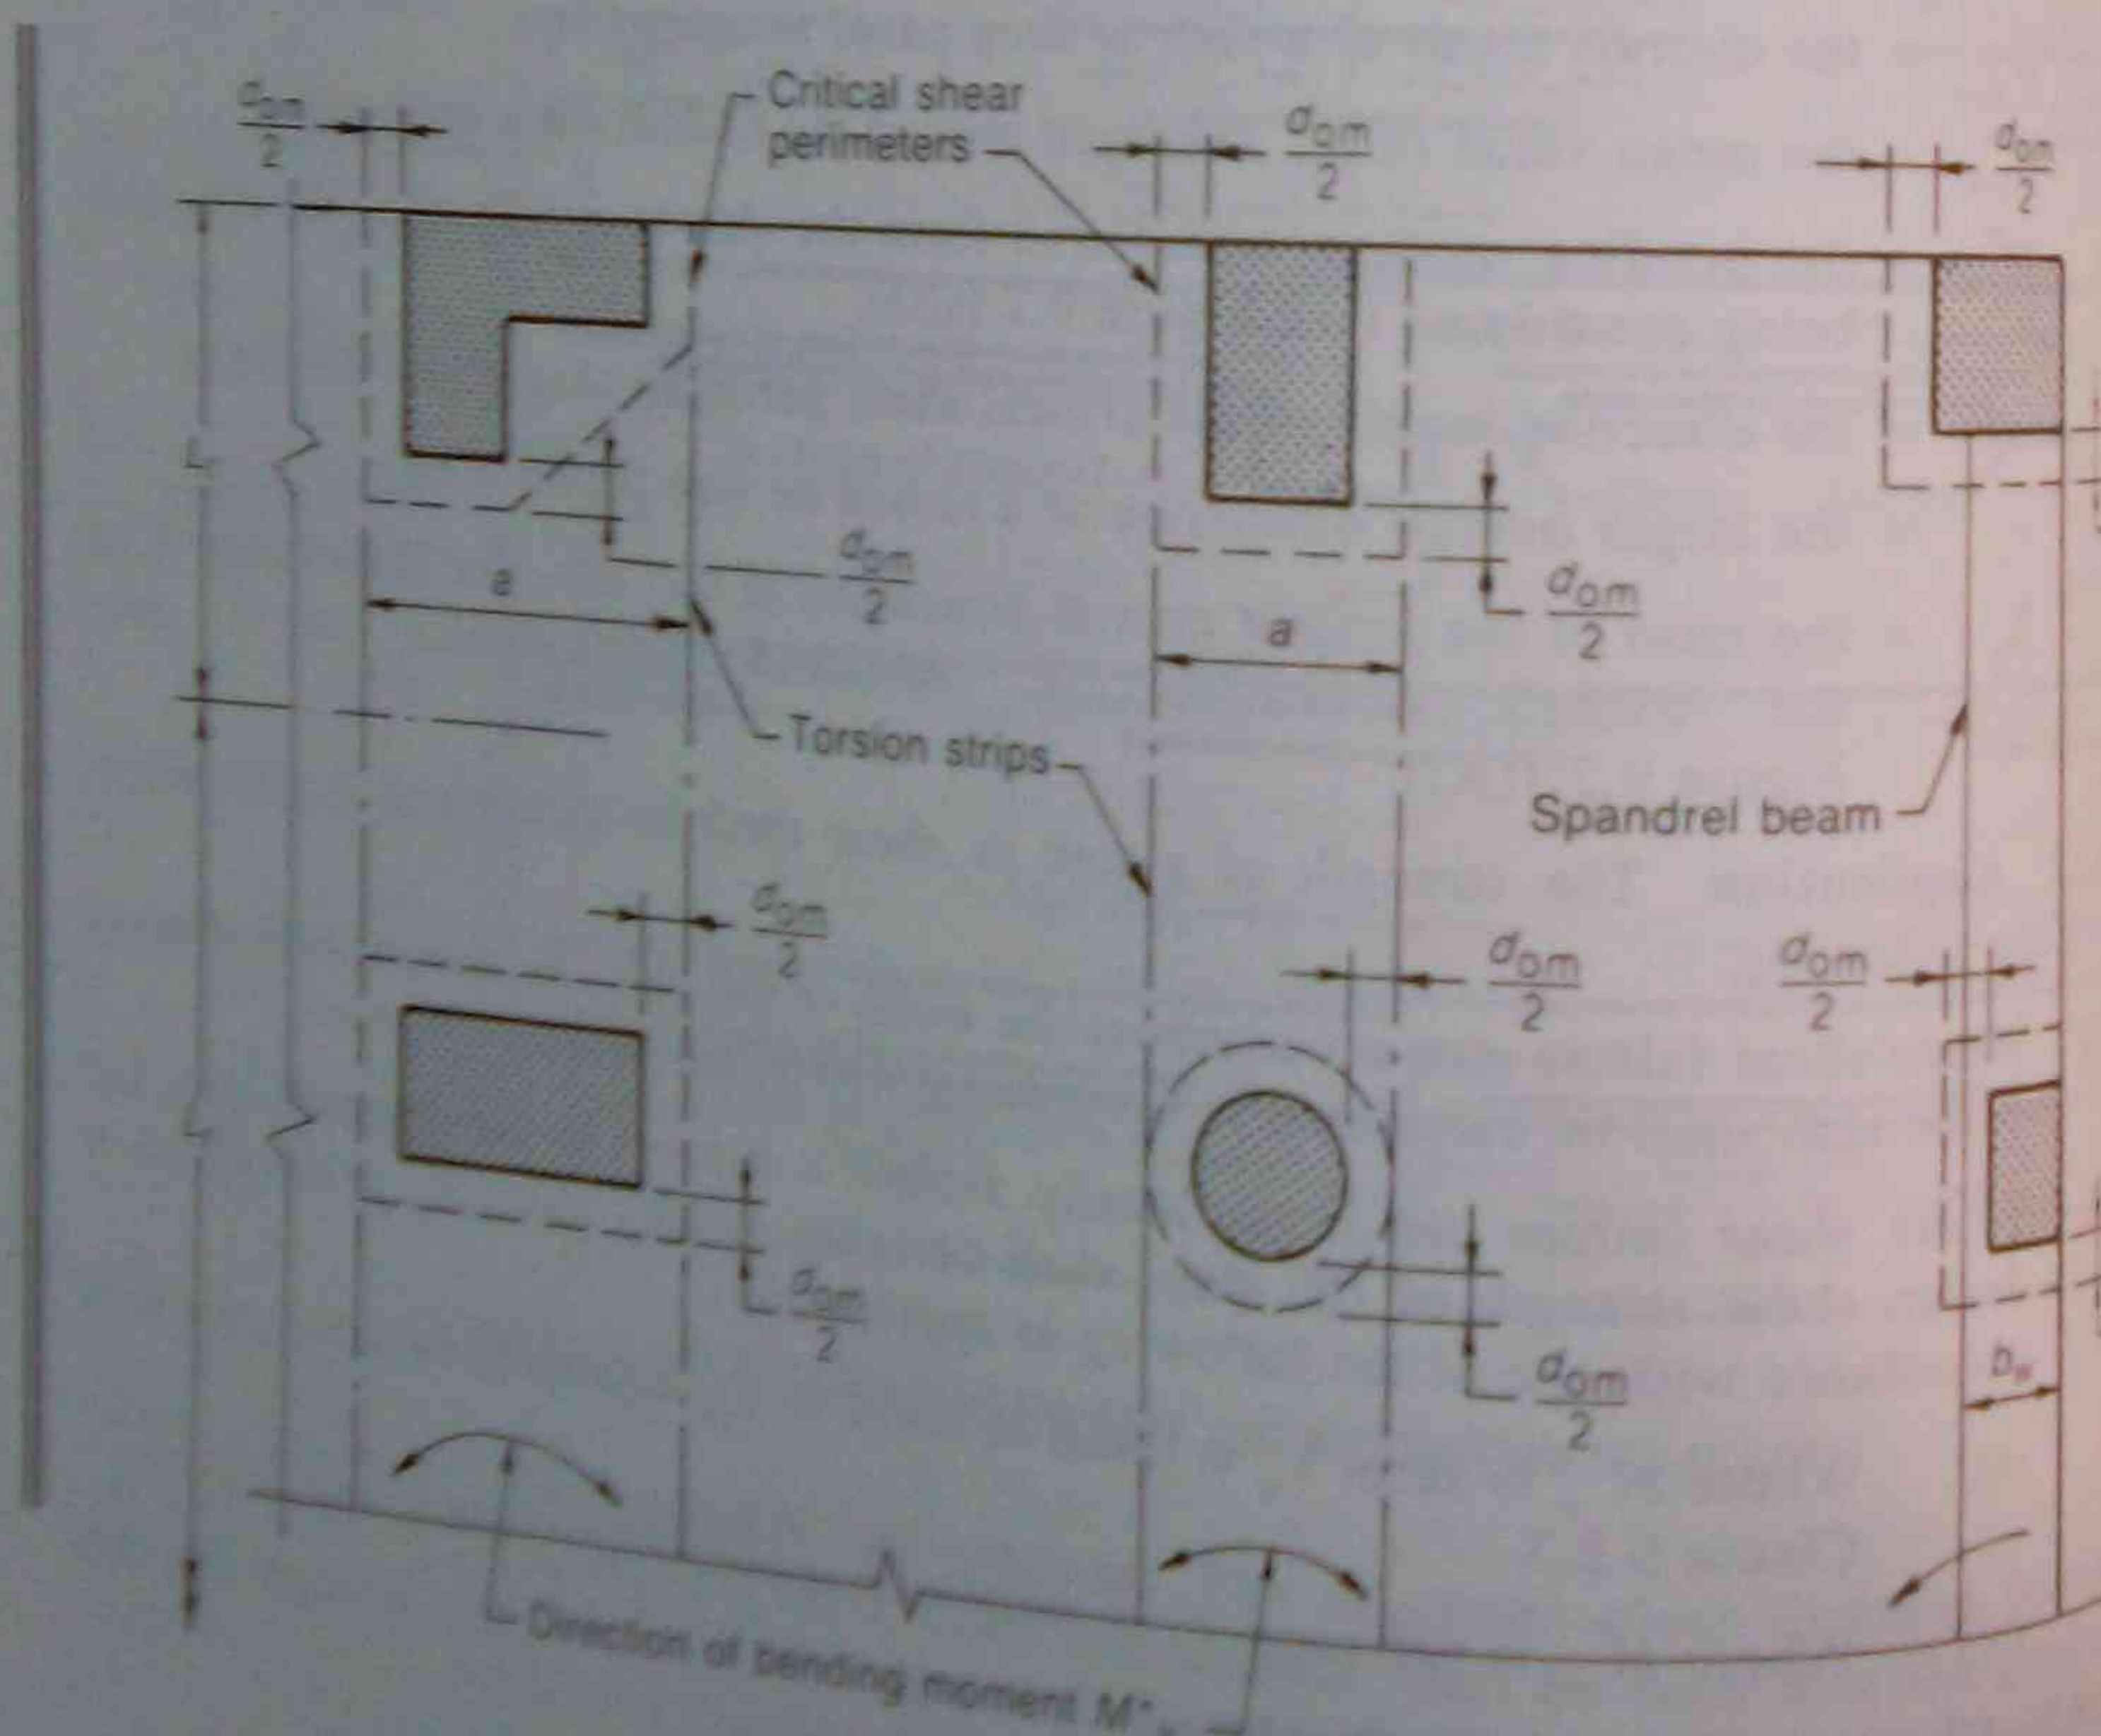 d_om/2
Critical shear
perimeters
d_om/2
d_om/2
L
d_om/2
a
d_om/2
a
Torsion strips
Spandrel beam
d_om/2
d_om/2
d_om/2
L
d_om/2
d_om/2
b_w
Direction of bending moment M*